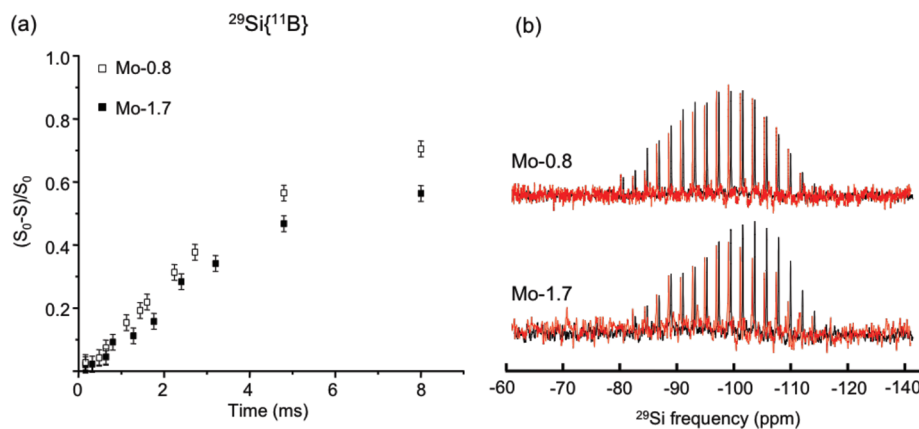 (a)
²⁹Si{¹¹B}
(S₀-S)/S₀
1.0
0.8
0.6
0.4
0.2
0
2
4
6
8
Time (ms)
Mo-0.8
Mo-1.7
(b)
Mo-0.8
Mo-1.7
-60 -70 -80 -90 -100 -110 -120 -130 -140
²⁹Si frequency (ppm)